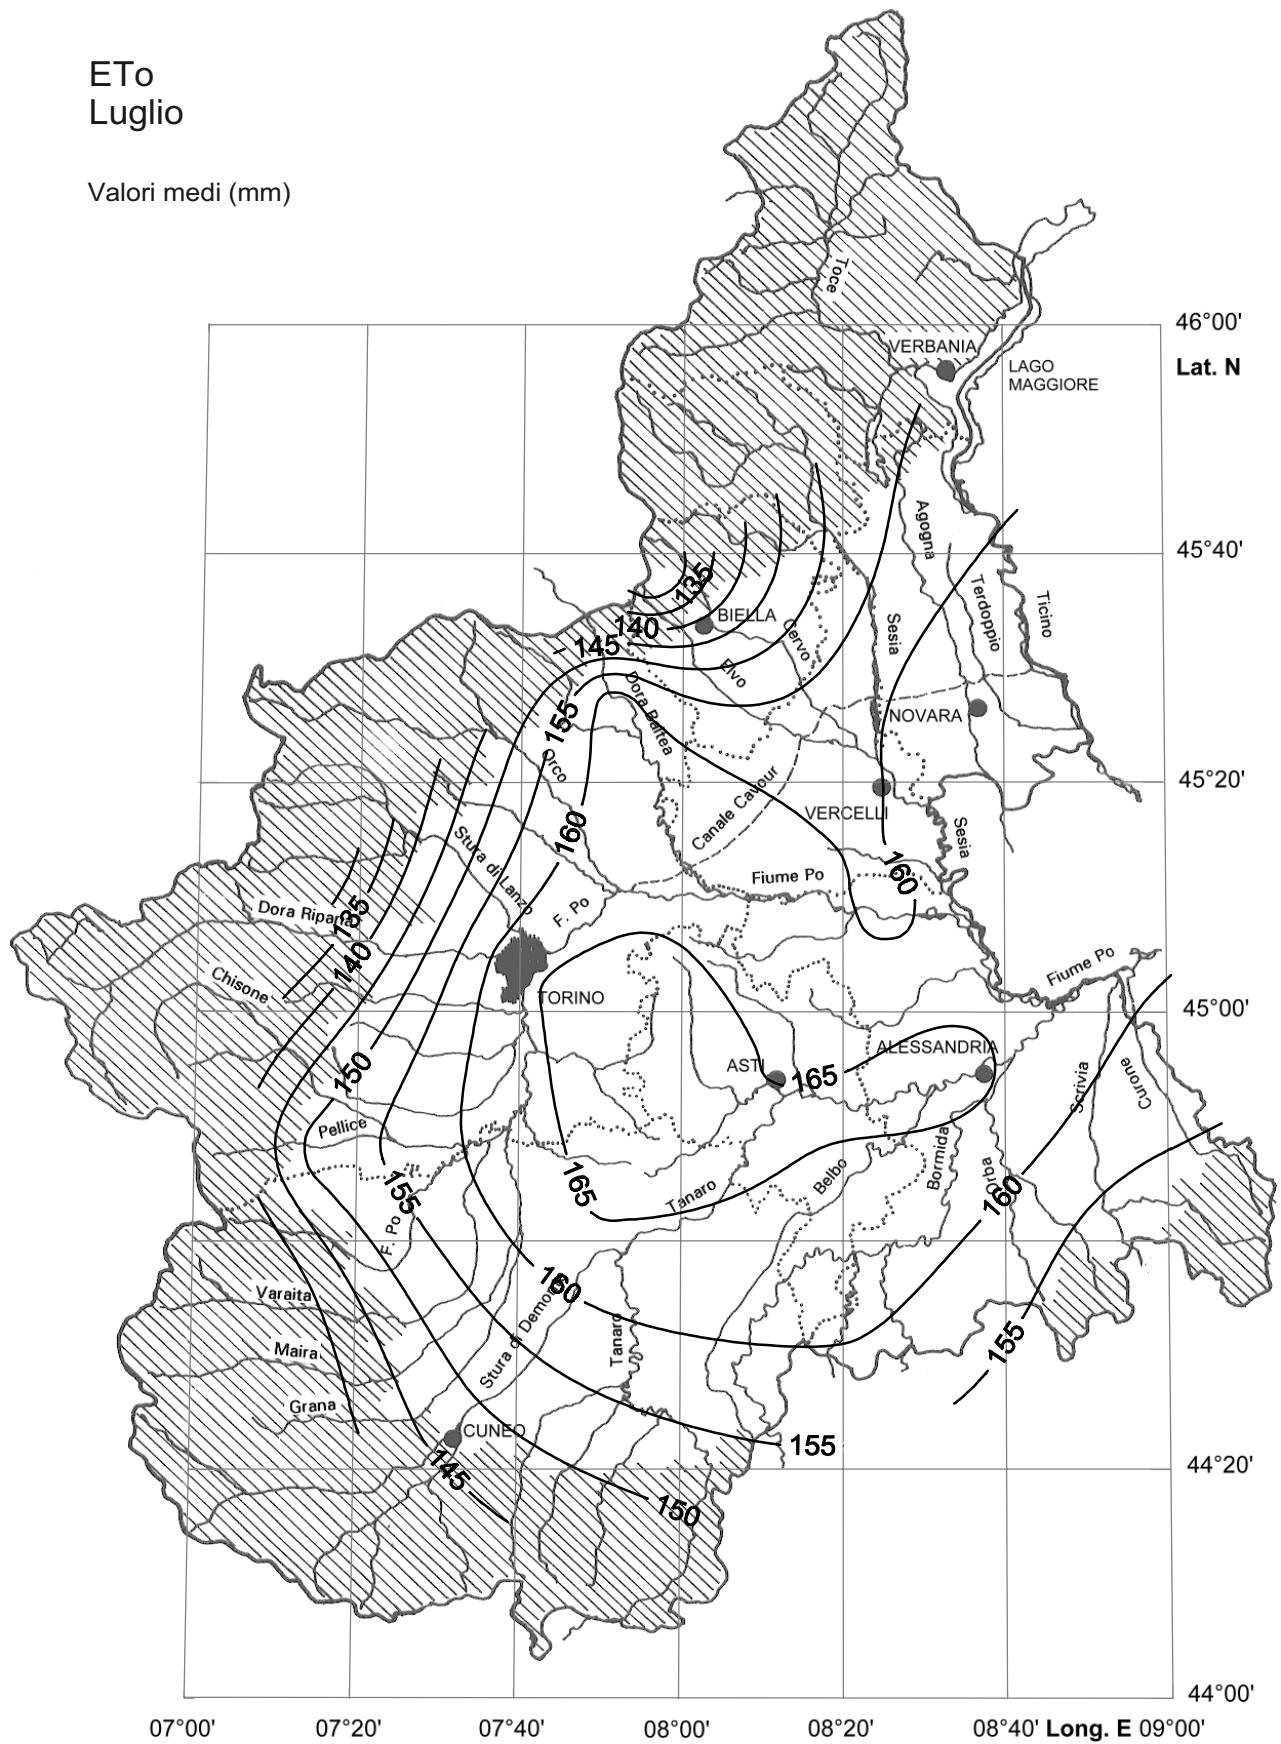 ETo
Luglio
Valori medi (mm)
Toce
46°00'
VERBANIA
Lat. N
LAGO
MAGGIORE
Agogna
45°40'
135
Terdoppio
Ticino
BIELLA
140
Sesia
Cervo
145
Elvo
Dora Baltea
155
NOVARA
Orco
45°20'
Canale Cavour
VERCELLI
160
Stura di Lanzo
Sesia
160
Fiume Po
Dora Riparia
135
F. Po
140
Fiume Po
Chisone
TORINO
45°00'
150
ASTI
165
ALESSANDRIA
Scrivia
Curone
Pellice
Bormida
Belbo
Orba
155
165
Tanaro
160
F. Po
160
Varaita
Stura di Demonte
Tanaro
155
Maira
Grana
CUNEO
155
145
44°20'
150
44°00'
07°00'
07°20'
07°40'
08°00'
08°20'
08°40'
Long. E
09°00'